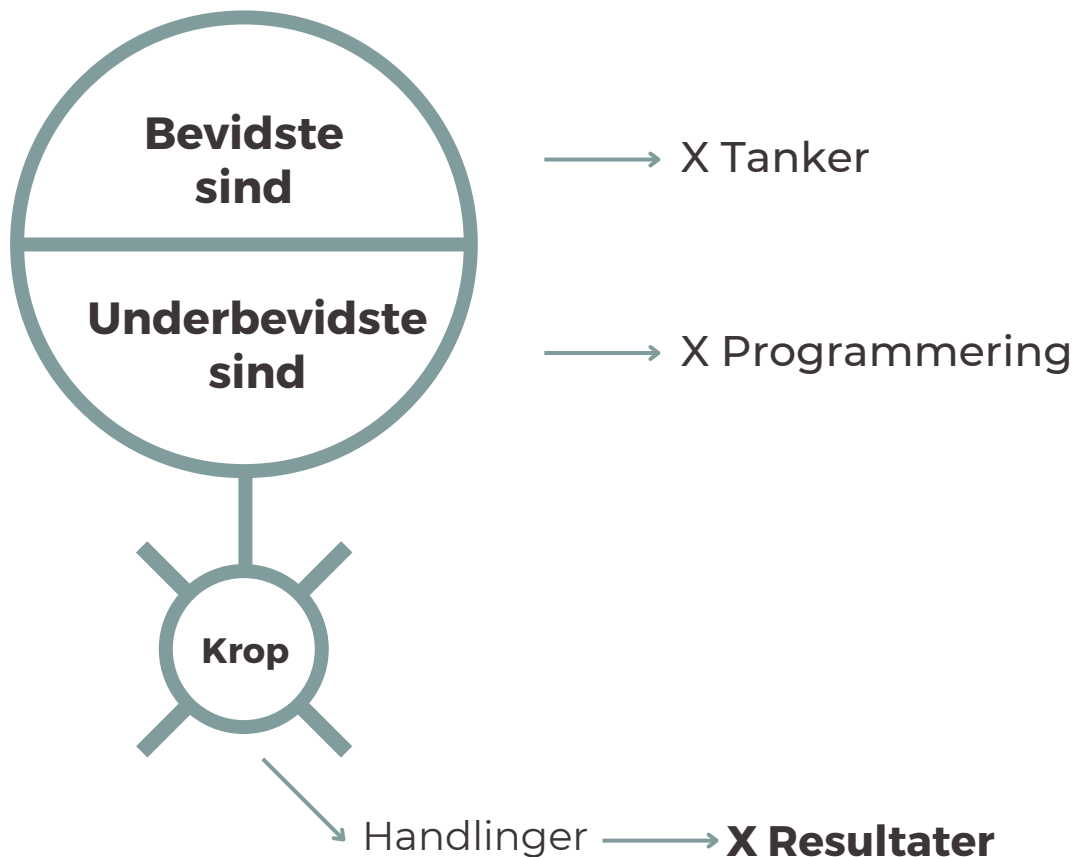 Bevidste
sind
X Tanker
Underbevidste
sind
X Programmering
Krop
Handlinger
X Resultater